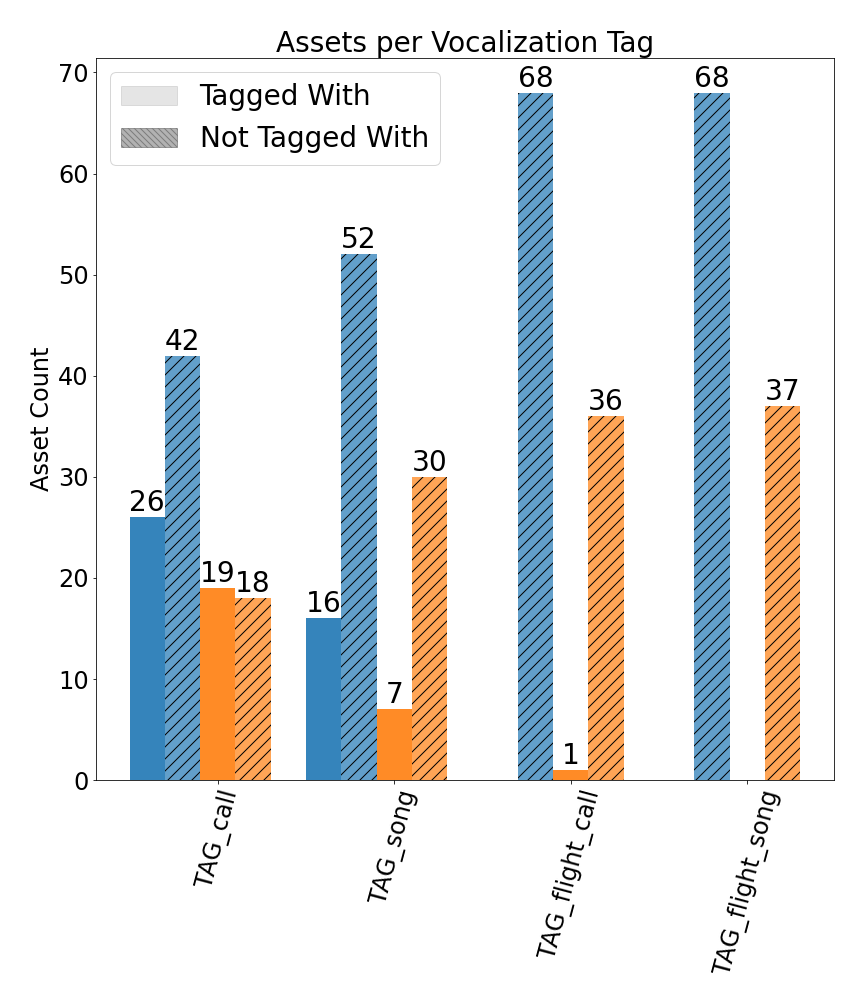 Assets per Vocalization Tag
Tagged With
Not Tagged With
Asset Count
70
60
50
40
30
20
10
0
26
42
19
18
16
52
7
30
68
1
36
68
37
TAG_call
TAG_song
TAG_flight_call
TAG_flight_song